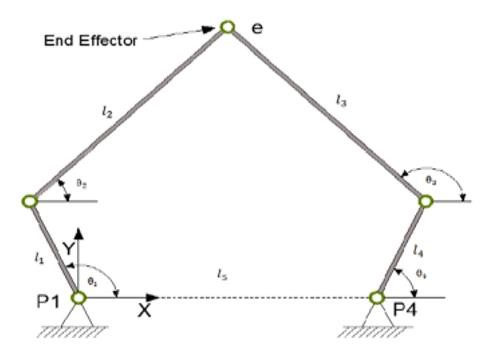 End Effector
e
l₂
l₃
θ₂
θ₃
l₁
Y
θ₁
l₅
l₄
θ₄
P1
X
P4